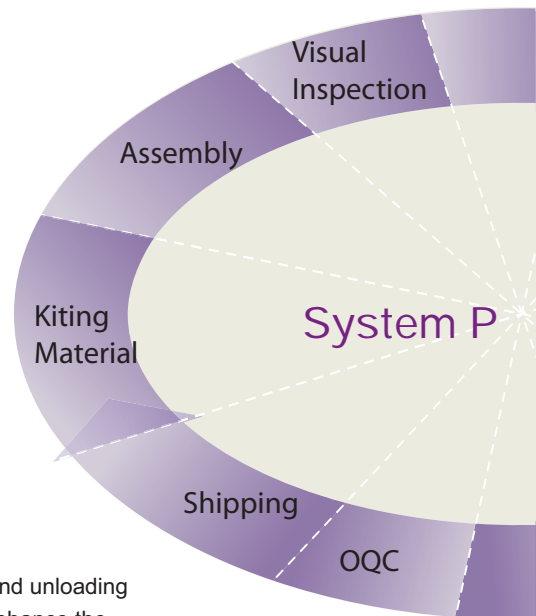 Visual
Inspection
Assembly
Kiting
Material
System P
Shipping
OQC
nd unloading